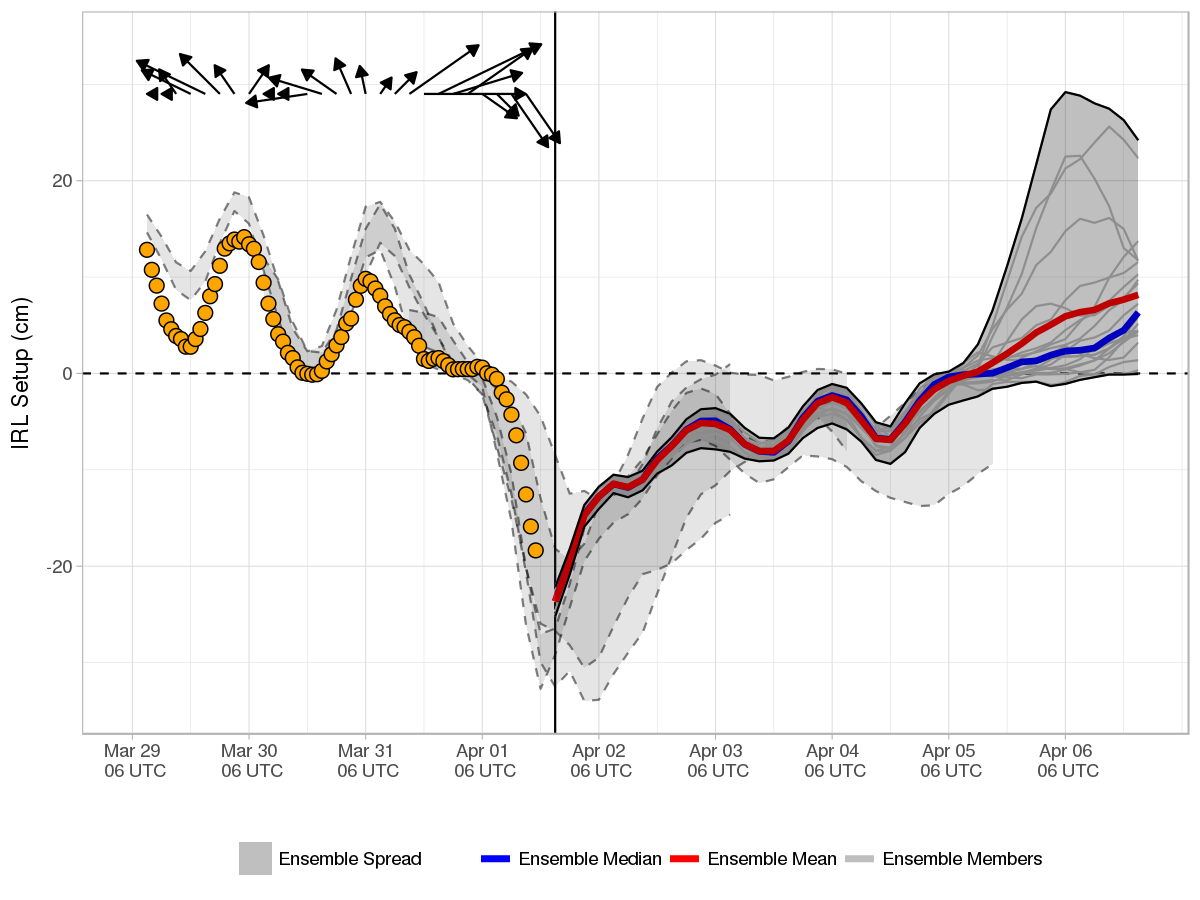 IRL Setup (cm)
20
0
-20
Mar 29 Mar 30 Mar 31 Apr 01 Apr 02 Apr 03 Apr 04 Apr 05 Apr 06
06 UTC 06 UTC 06 UTC 06 UTC 06 UTC 06 UTC 06 UTC 06 UTC 06 UTC
Ensemble Spread Ensemble Median Ensemble Mean Ensemble Members